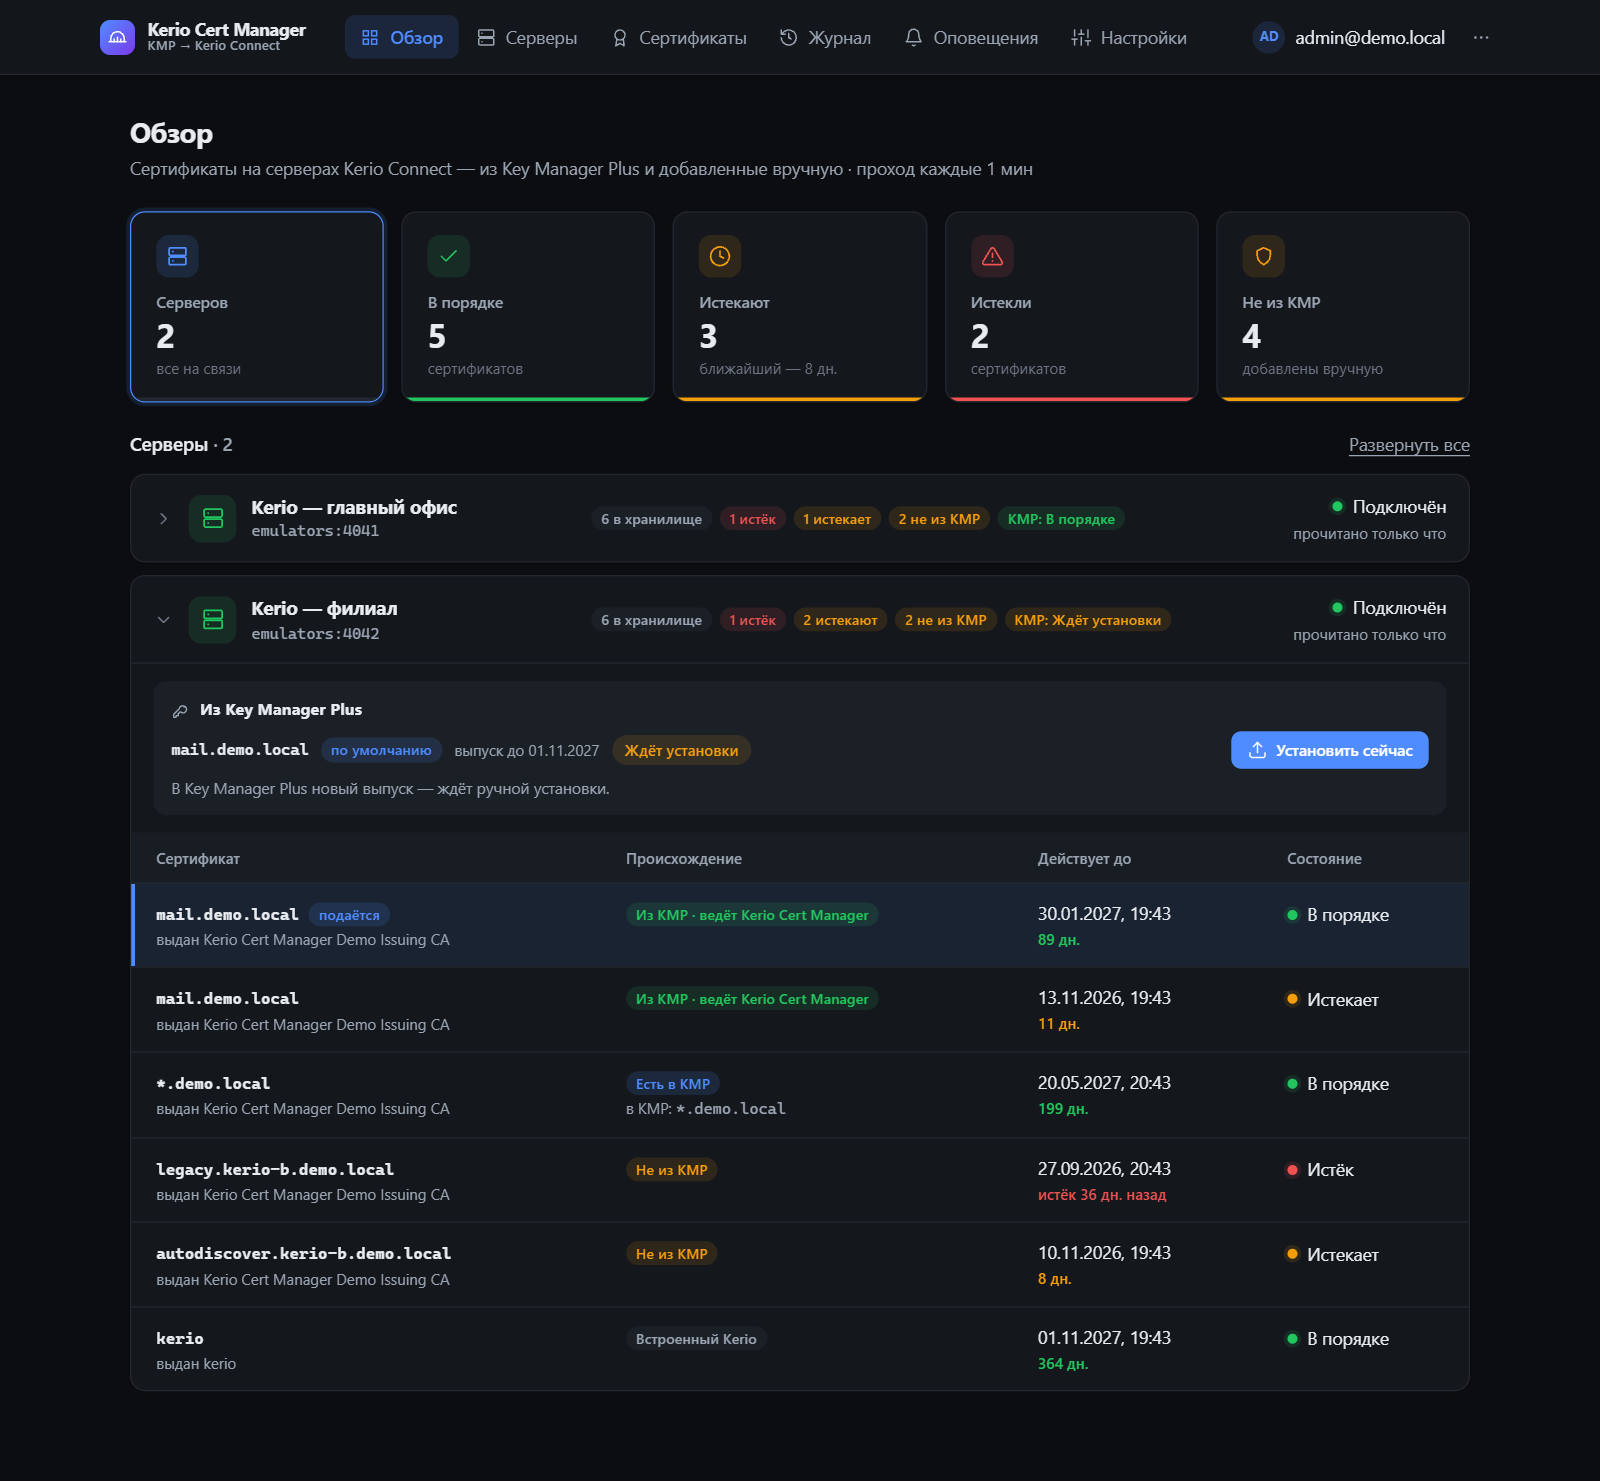 Kerio Cert Manager
KMP → Kerio Connect
Обзор
Серверы
Сертификаты
Журнал
Оповещения
Настройки
AD
admin@demo.local
Обзор
Сертификаты на серверах Kerio Connect — из Key Manager Plus и добавленные вручную · проход каждые 1 мин
Серверов
2
все на связи
В порядке
5
сертификатов
Истекают
3
ближайший — 8 дн.
Истекли
2
сертификатов
Не из KMP
4
добавлены вручную
Серверы · 2
Развернуть все
Kerio — главный офис
emulators:4041
6 в хранилище
1 истёк
1 истекает
2 не из KMP
KMP: В порядке
Подключён
прочитано только что
Kerio — филиал
emulators:4042
6 в хранилище
1 истёк
2 истекают
2 не из KMP
KMP: Ждёт установки
Подключён
прочитано только что
Из Key Manager Plus
mail.demo.local по умолчанию выпуск до 01.11.2027 Ждёт установки
Установить сейчас
В Key Manager Plus новый выпуск — ждёт ручной установки.
Сертификат Происхождение Действует до Состояние
mail.demo.local подаётся
выдан Kerio Cert Manager Demo Issuing CA
Из KMP · ведёт Kerio Cert Manager
30.01.2027, 19:43
89 дн.
В порядке
mail.demo.local
выдан Kerio Cert Manager Demo Issuing CA
Из KMP · ведёт Kerio Cert Manager
13.11.2026, 19:43
11 дн.
Истекает
*.demo.local
выдан Kerio Cert Manager Demo Issuing CA
Есть в KMP
в KMP: *.demo.local
20.05.2027, 20:43
199 дн.
В порядке
legacy.kerio-b.demo.local
выдан Kerio Cert Manager Demo Issuing CA
Не из KMP
27.09.2026, 20:43
истёк 36 дн. назад
Истёк
autodiscover.kerio-b.demo.local
выдан Kerio Cert Manager Demo Issuing CA
Не из KMP
10.11.2026, 19:43
8 дн.
Истекает
kerio
выдан kerio
Встроенный Kerio
01.11.2027, 19:43
364 дн.
В порядке